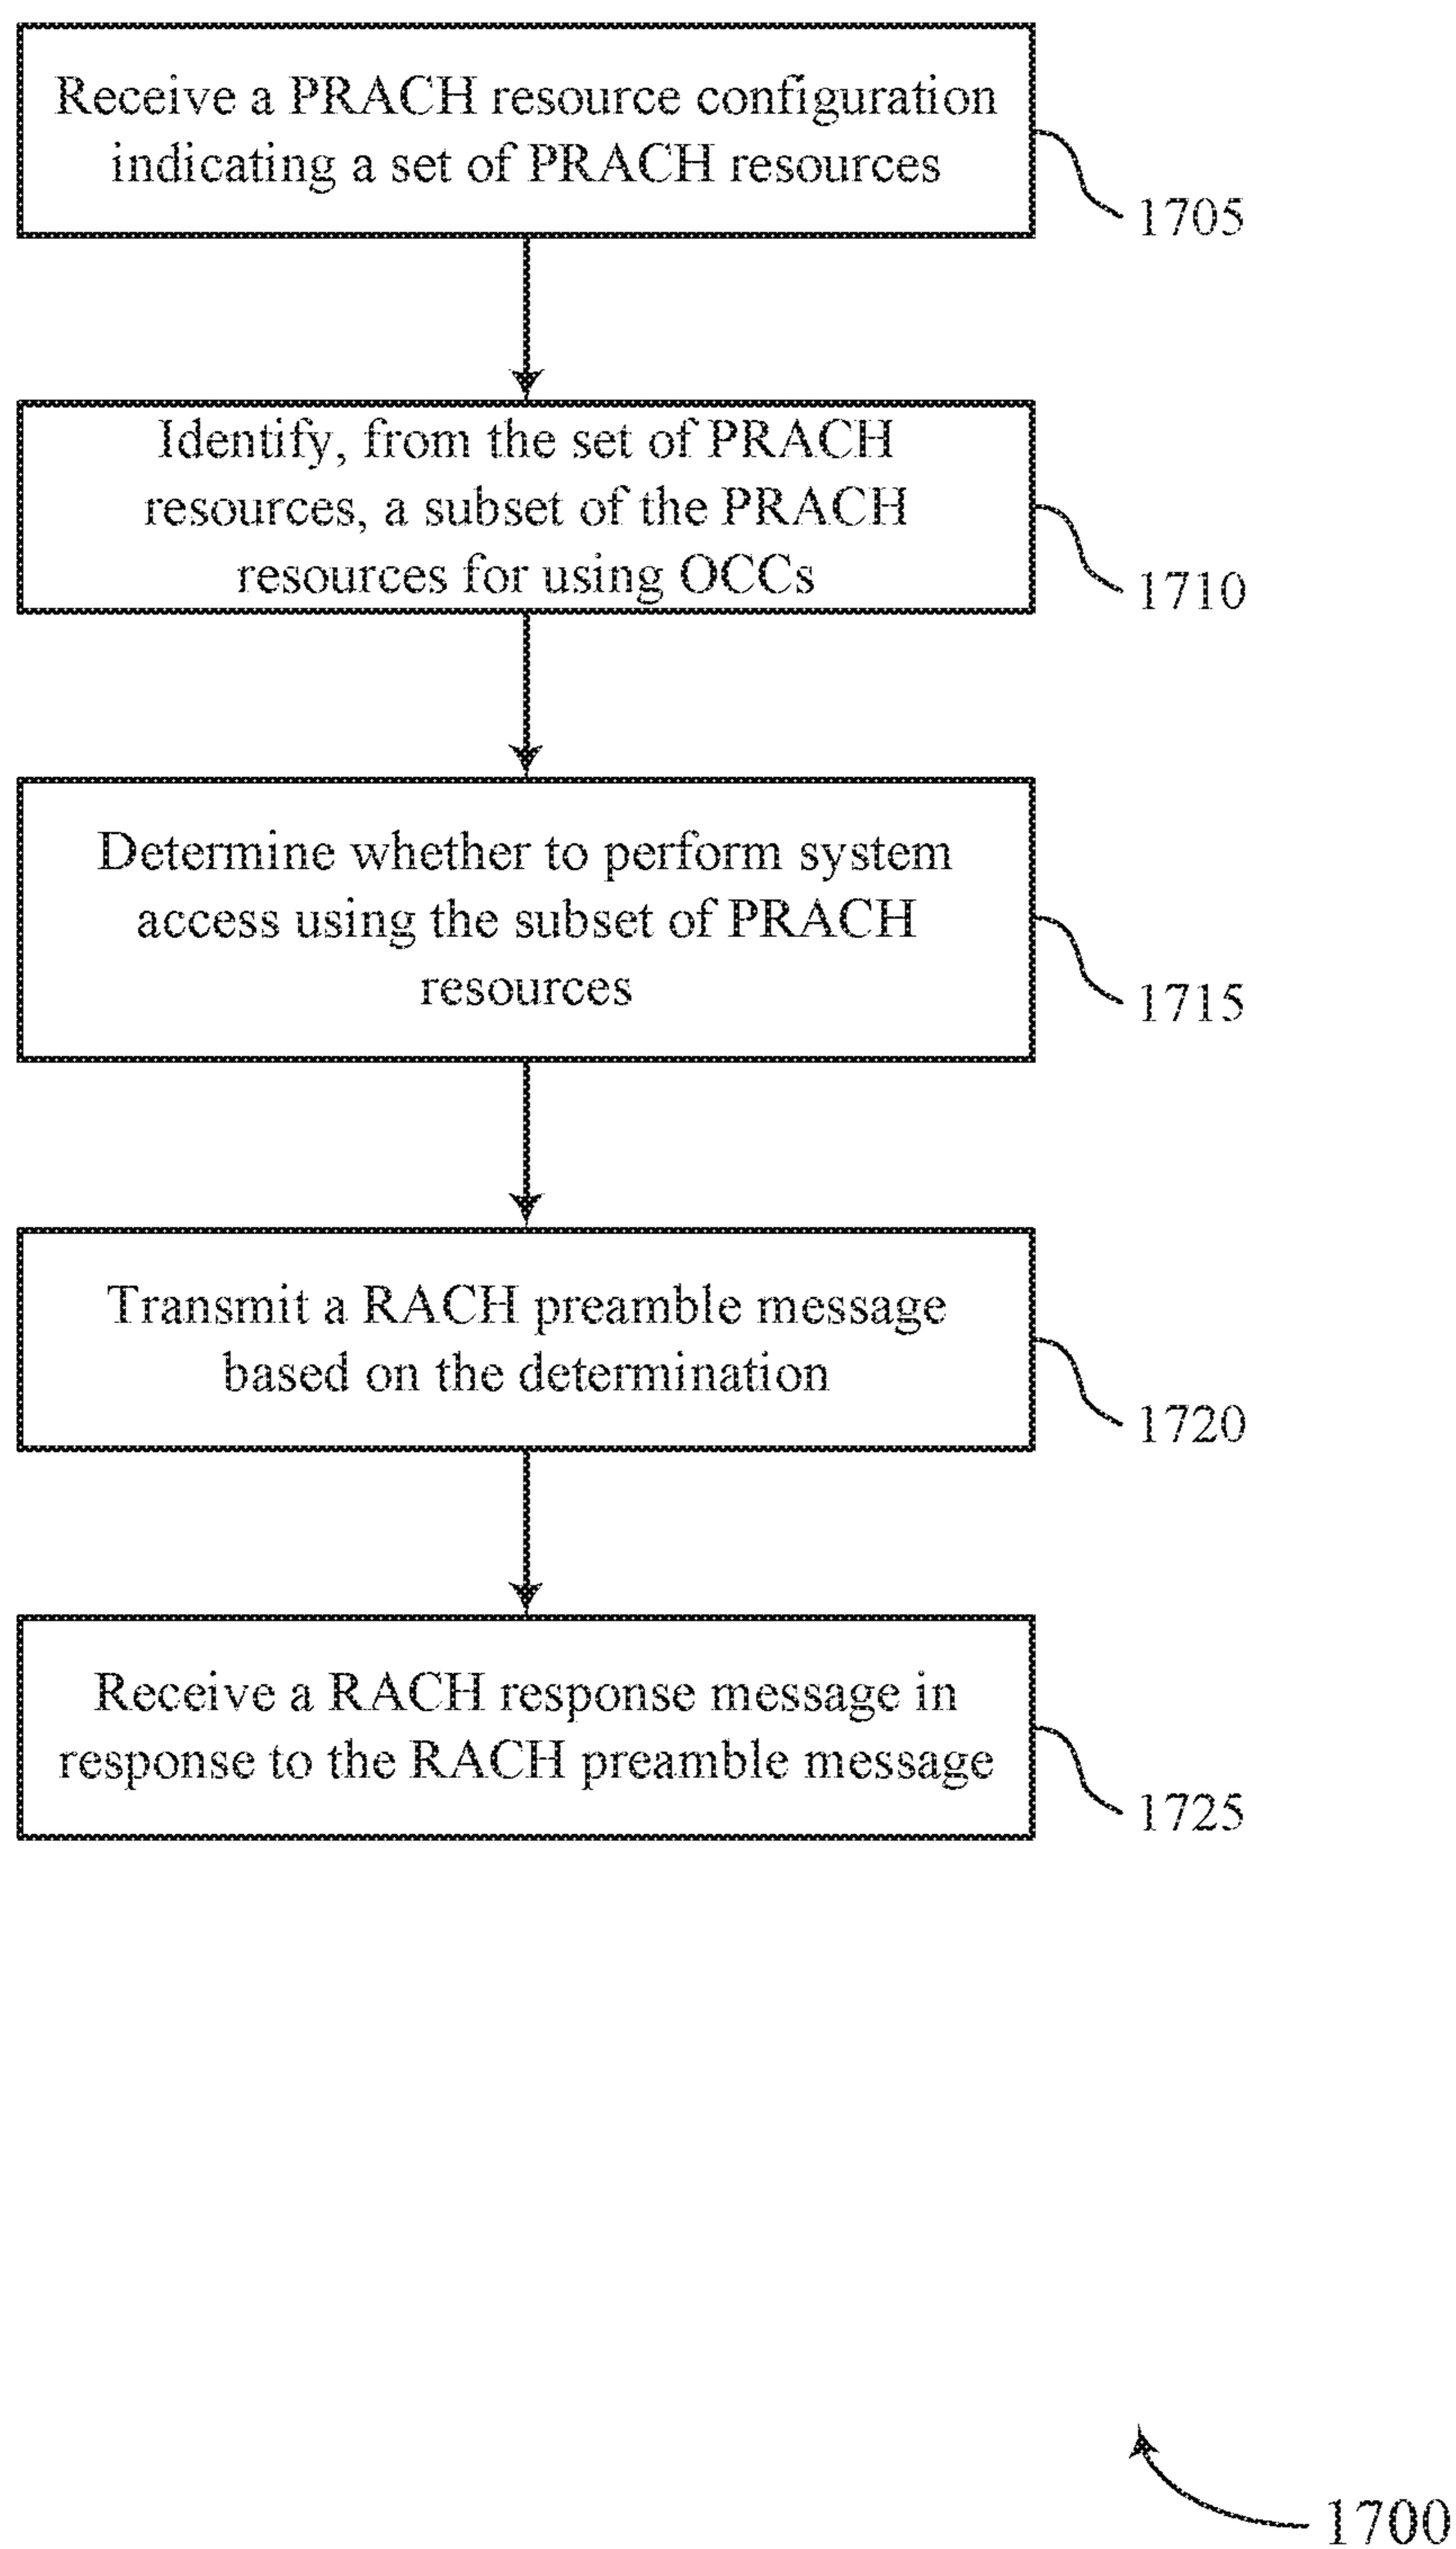 Receive a PRACH resource configuration
indicating a set of PRACH resources
1705
Identify, from the set of PRACH
resources, a subset of the PRACH
resources for using OCCs
1710
Determine whether to perform system
access using the subset of PRACH
resources
1715
Transmit a RACH preamble message
based on the determination
1720
Receive a RACH response message in
response to the RACH preamble message
1725
1700